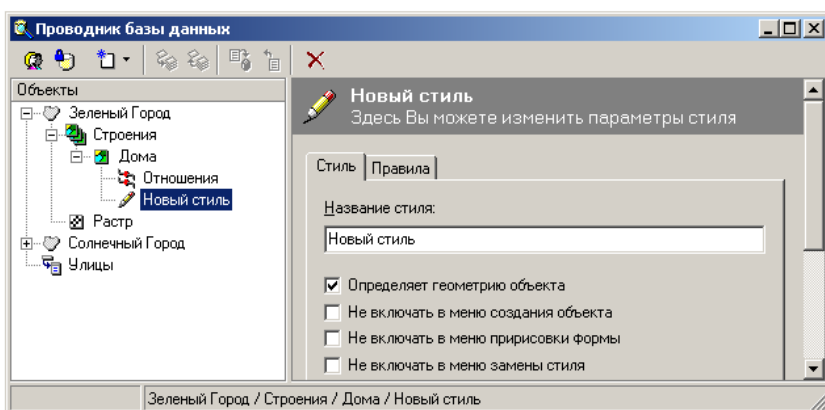 Проводник базы данных
Объекты
Зеленый Город
Строения
Дома
Отношения
Новый стиль
Растр
Солнечный Город
Улицы
Новый стиль
Здесь Вы можете изменить параметры стиля
Стиль Правила
Название стиля:
Новый стиль
Определяет геометрию объекта
Не включать в меню создания объекта
Не включать в меню пририсовки формы
Не включать в меню замены стиля
Зеленый Город / Строения / Дома / Новый стиль